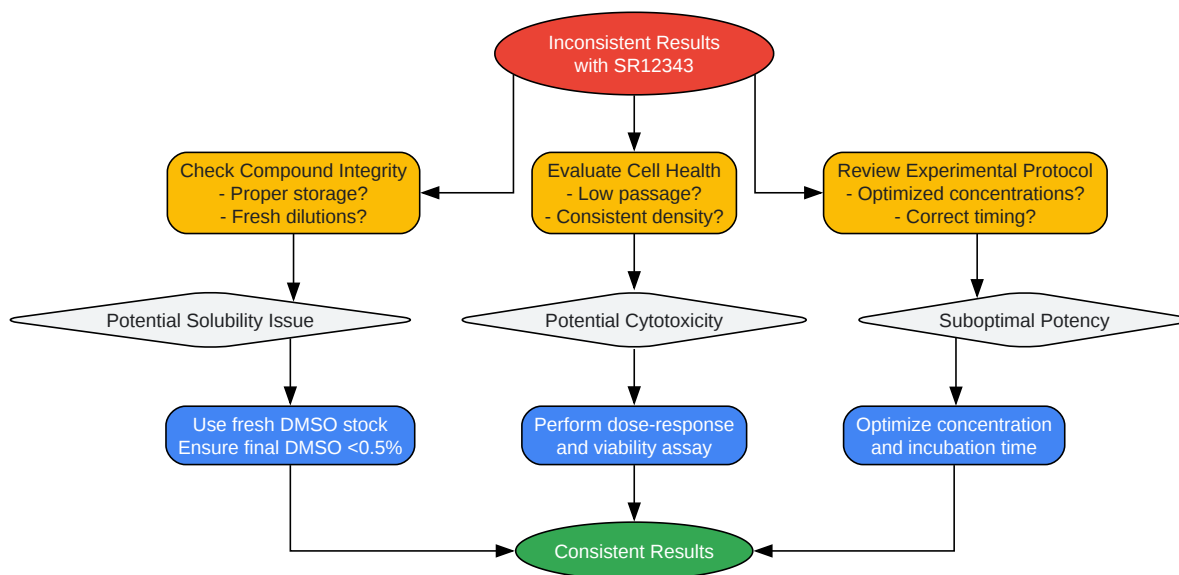 Inconsistent Results
with SR12343
Check Compound Integrity
- Proper storage?
- Fresh dilutions?
Evaluate Cell Health
- Low passage?
- Consistent density?
Review Experimental Protocol
- Optimized concentrations?
- Correct timing?
Potential Solubility Issue
Potential Cytotoxicity
Suboptimal Potency
Use fresh DMSO stock
Ensure final DMSO <0.5%
Perform dose-response
and viability assay
Optimize concentration
and incubation time
Consistent Results